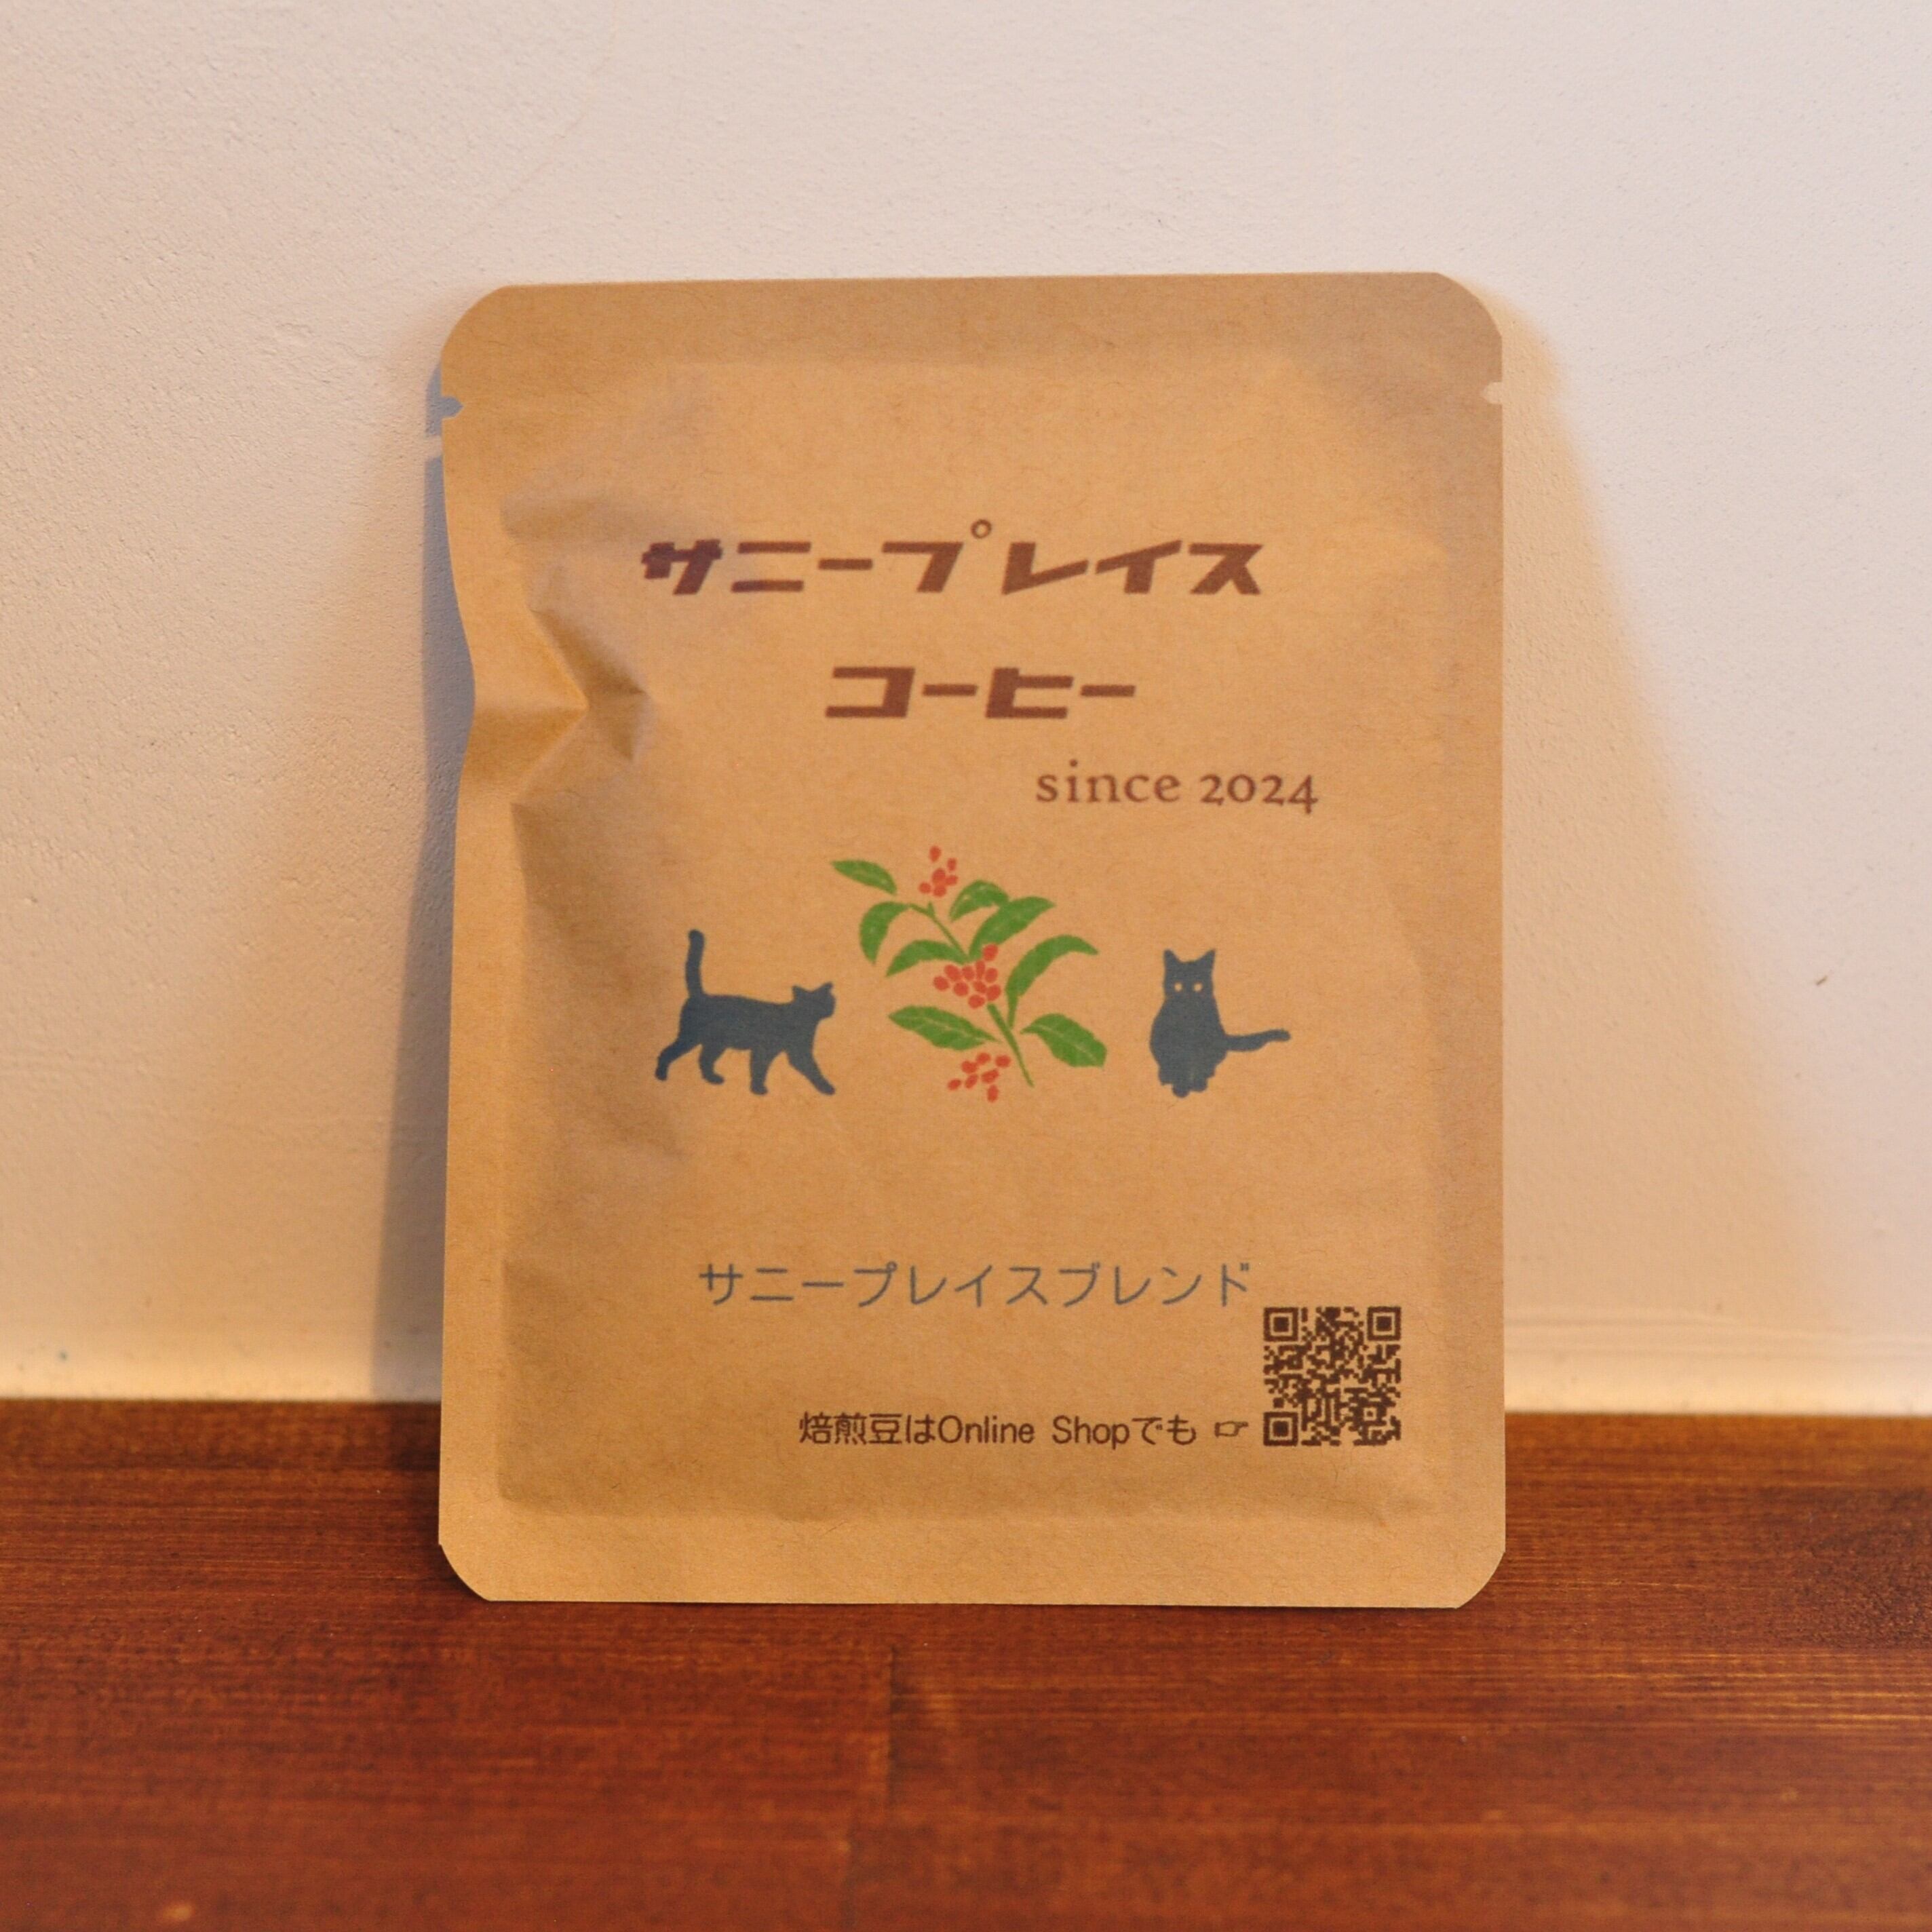 サニープレイス
コーヒー
since 2024
サニープレイスブレンド
焙煎豆はOnline Shopでも ☞